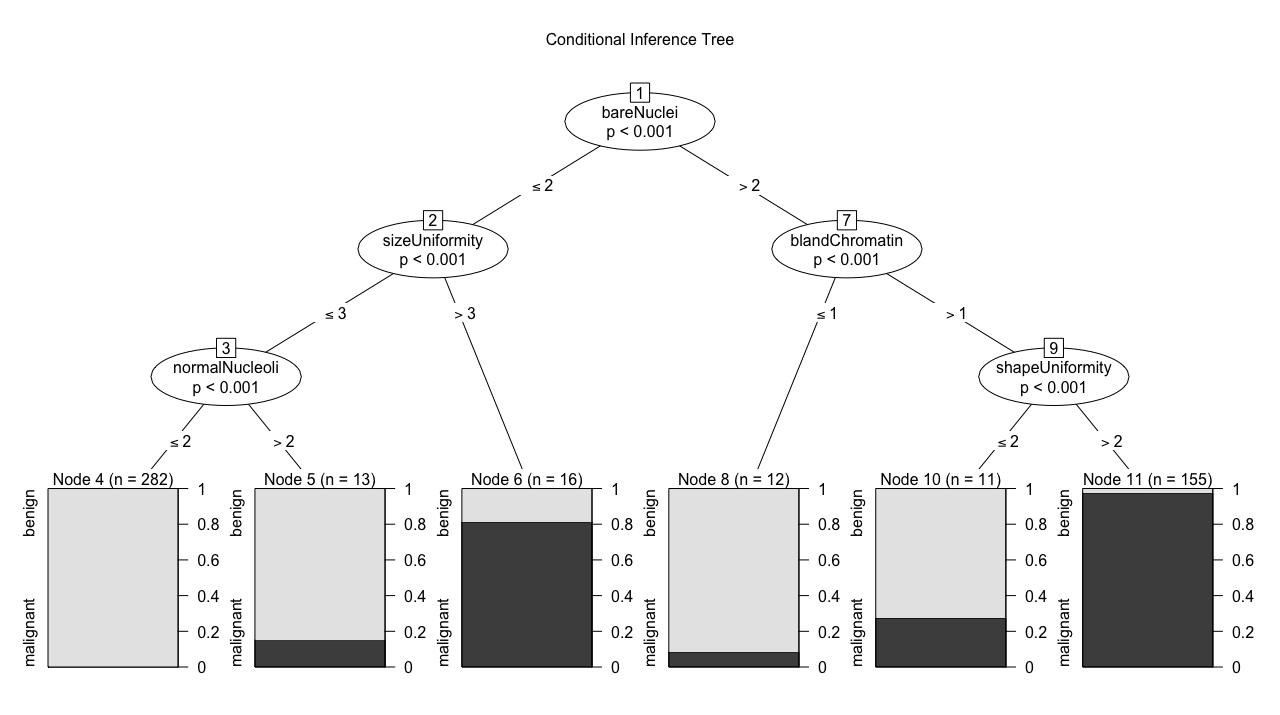 Conditional Inference Tree
1
bareNuclei
p < 0.001
≤ 2
> 2
2
sizeUniformity
p < 0.001
7
blandChromatin
p < 0.001
≤ 3
> 3
≤ 1
> 1
3
normalNucleoli
p < 0.001
9
shapeUniformity
p < 0.001
≤ 2
> 2
≤ 2
> 2
Node 4 (n = 282)
benign
malignant
1
0.8
0.6
0.4
0.2
0
Node 5 (n = 13)
benign
malignant
1
0.8
0.6
0.4
0.2
0
Node 6 (n = 16)
benign
malignant
1
0.8
0.6
0.4
0.2
0
Node 8 (n = 12)
benign
malignant
1
0.8
0.6
0.4
0.2
0
Node 10 (n = 11)
benign
malignant
1
0.8
0.6
0.4
0.2
0
Node 11 (n = 155)
benign
malignant
1
0.8
0.6
0.4
0.2
0